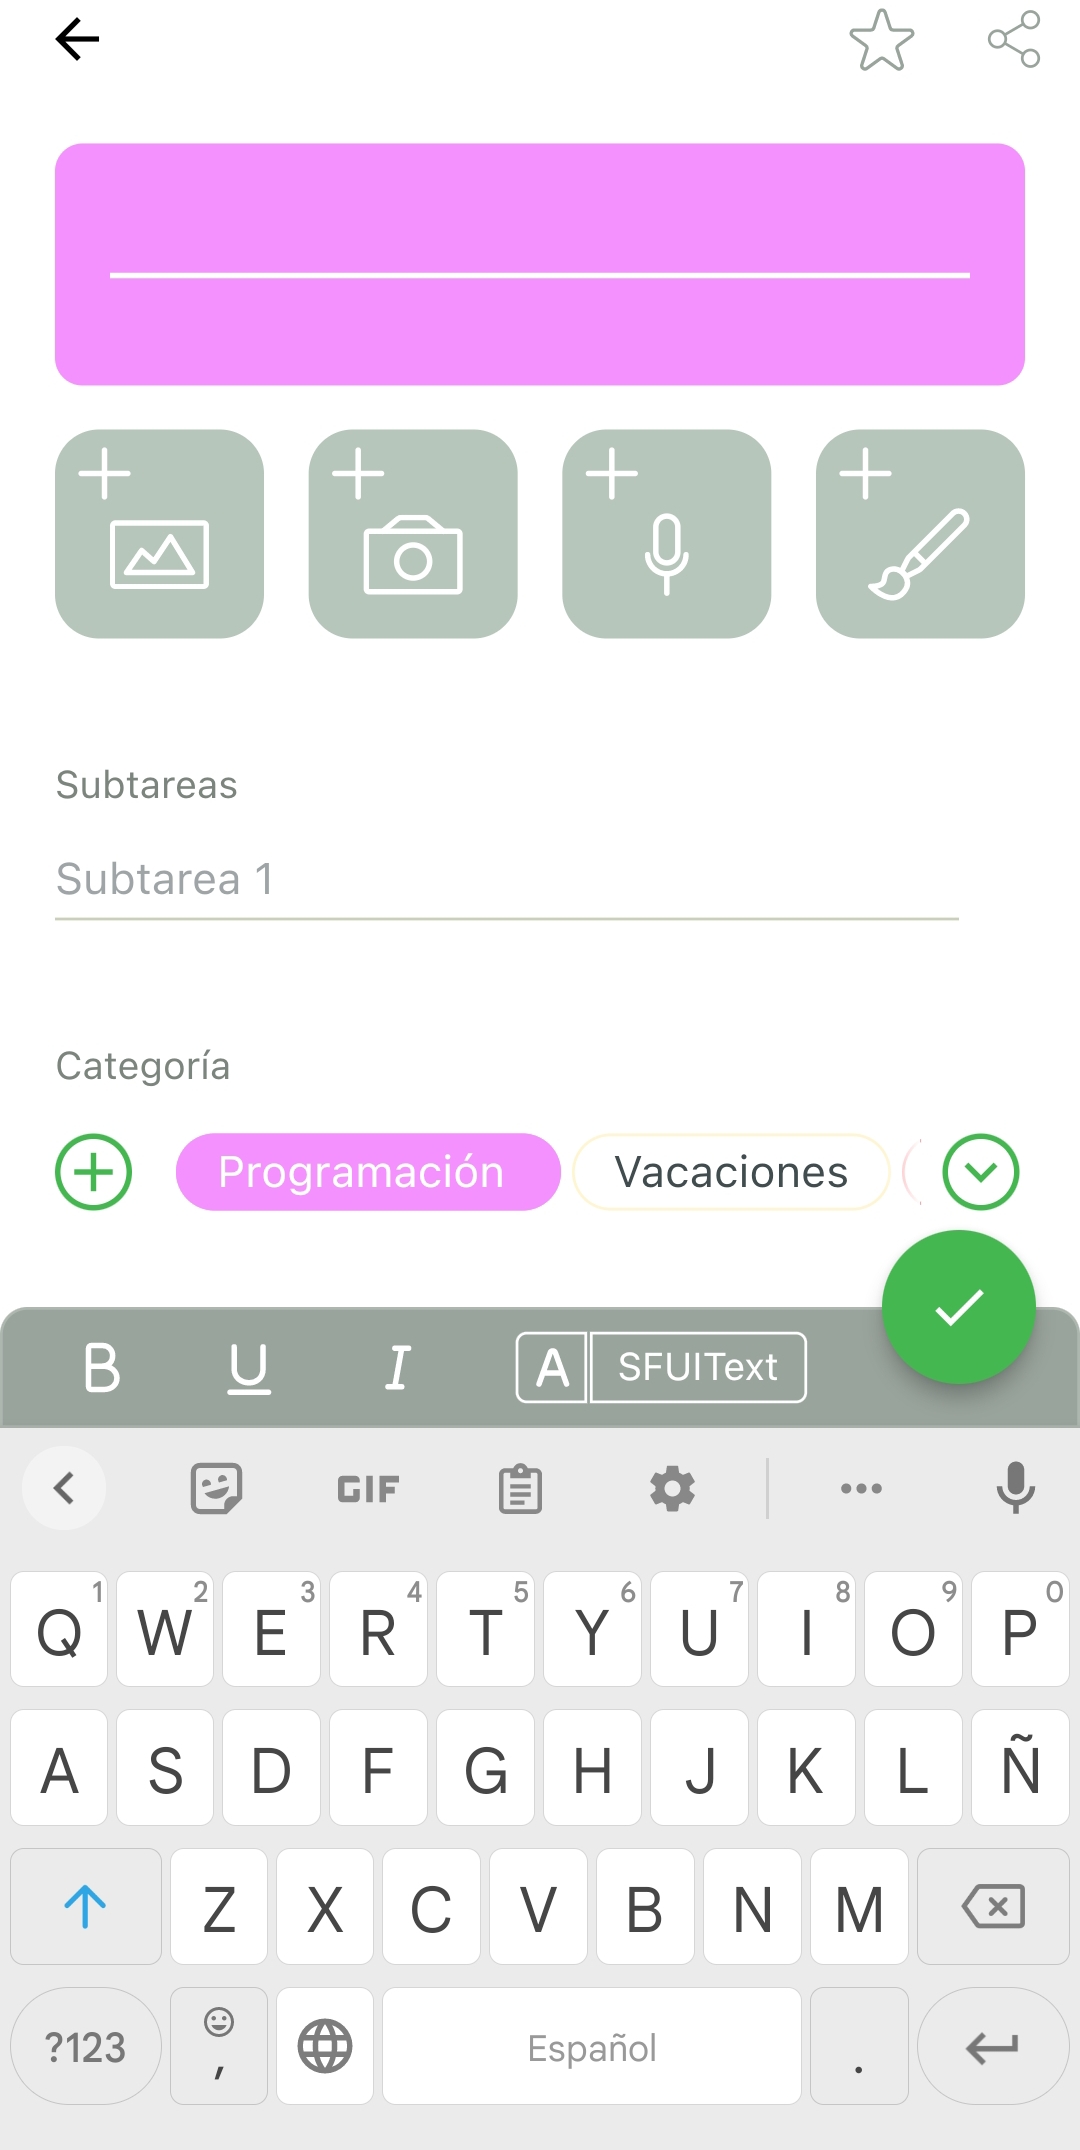 Subtareas
Subtarea 1
Categoría
Programación Vacaciones
B U I A SFUIText
GIF
1 2 3 4 5 6 7 8 9 0
Q W E R T Y U I O P
A S D F G H J K L Ñ
Z X C V B N M
?123 , Español .